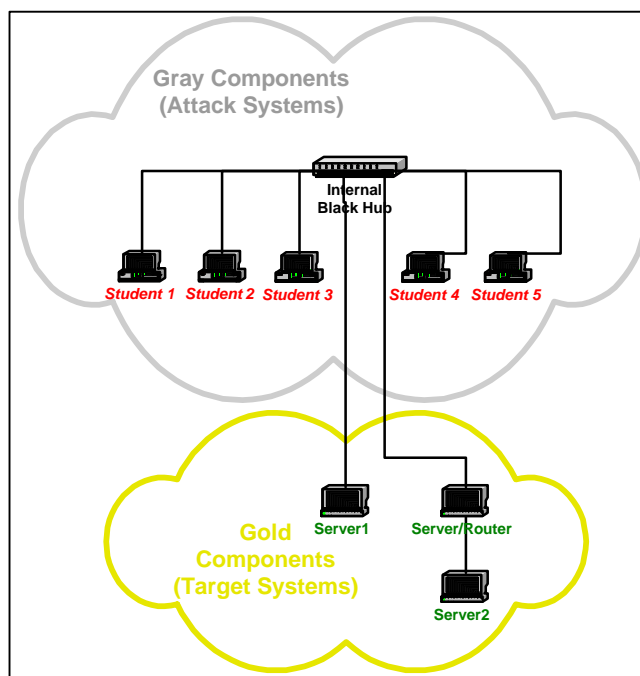 Gray Components
(Attack Systems)
Internal
Black Hub
Student 1
Student 2
Student 3
Student 4
Student 5
Server1
Server/Router
Gold
Components
(Target Systems)
Server2